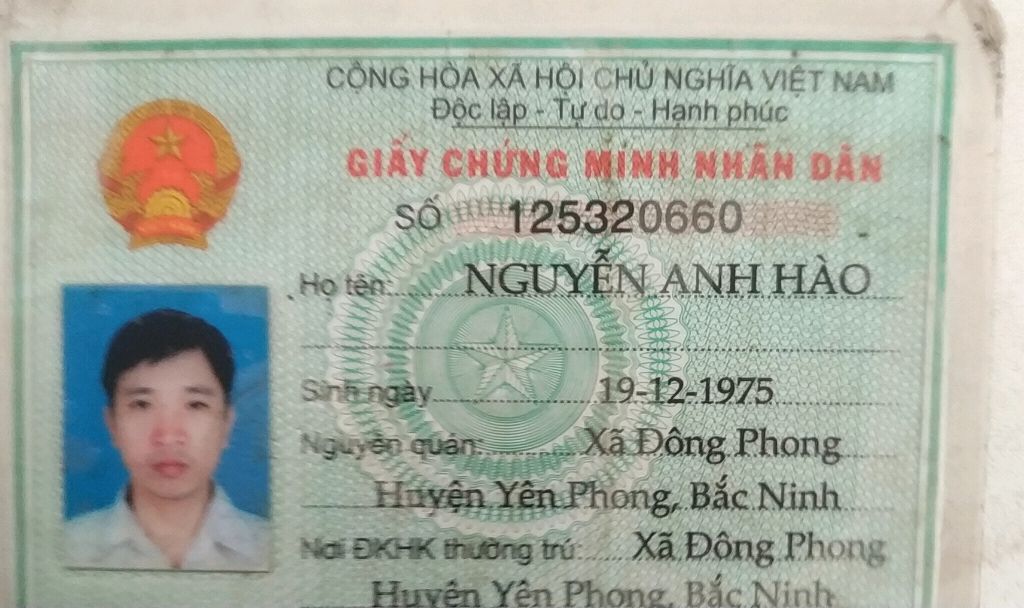 CỘNG HÒA XÃ HỘI CHỦ NGHĨA VIỆT NAM
Độc lập - Tự do - Hạnh phúc
GIẤY CHỨNG MINH NHÂN DÂN
SỐ 125320660
Họ tên: NGUYỄN ANH HÀO
Sinh ngày 19-12-1975
Nguyên quán: Xã Đông Phong
Huyện Yên Phong, Bắc Ninh
Nơi ĐKHK thường trú: Xã Đông Phong
Huyện Yên Phong, Bắc Ninh